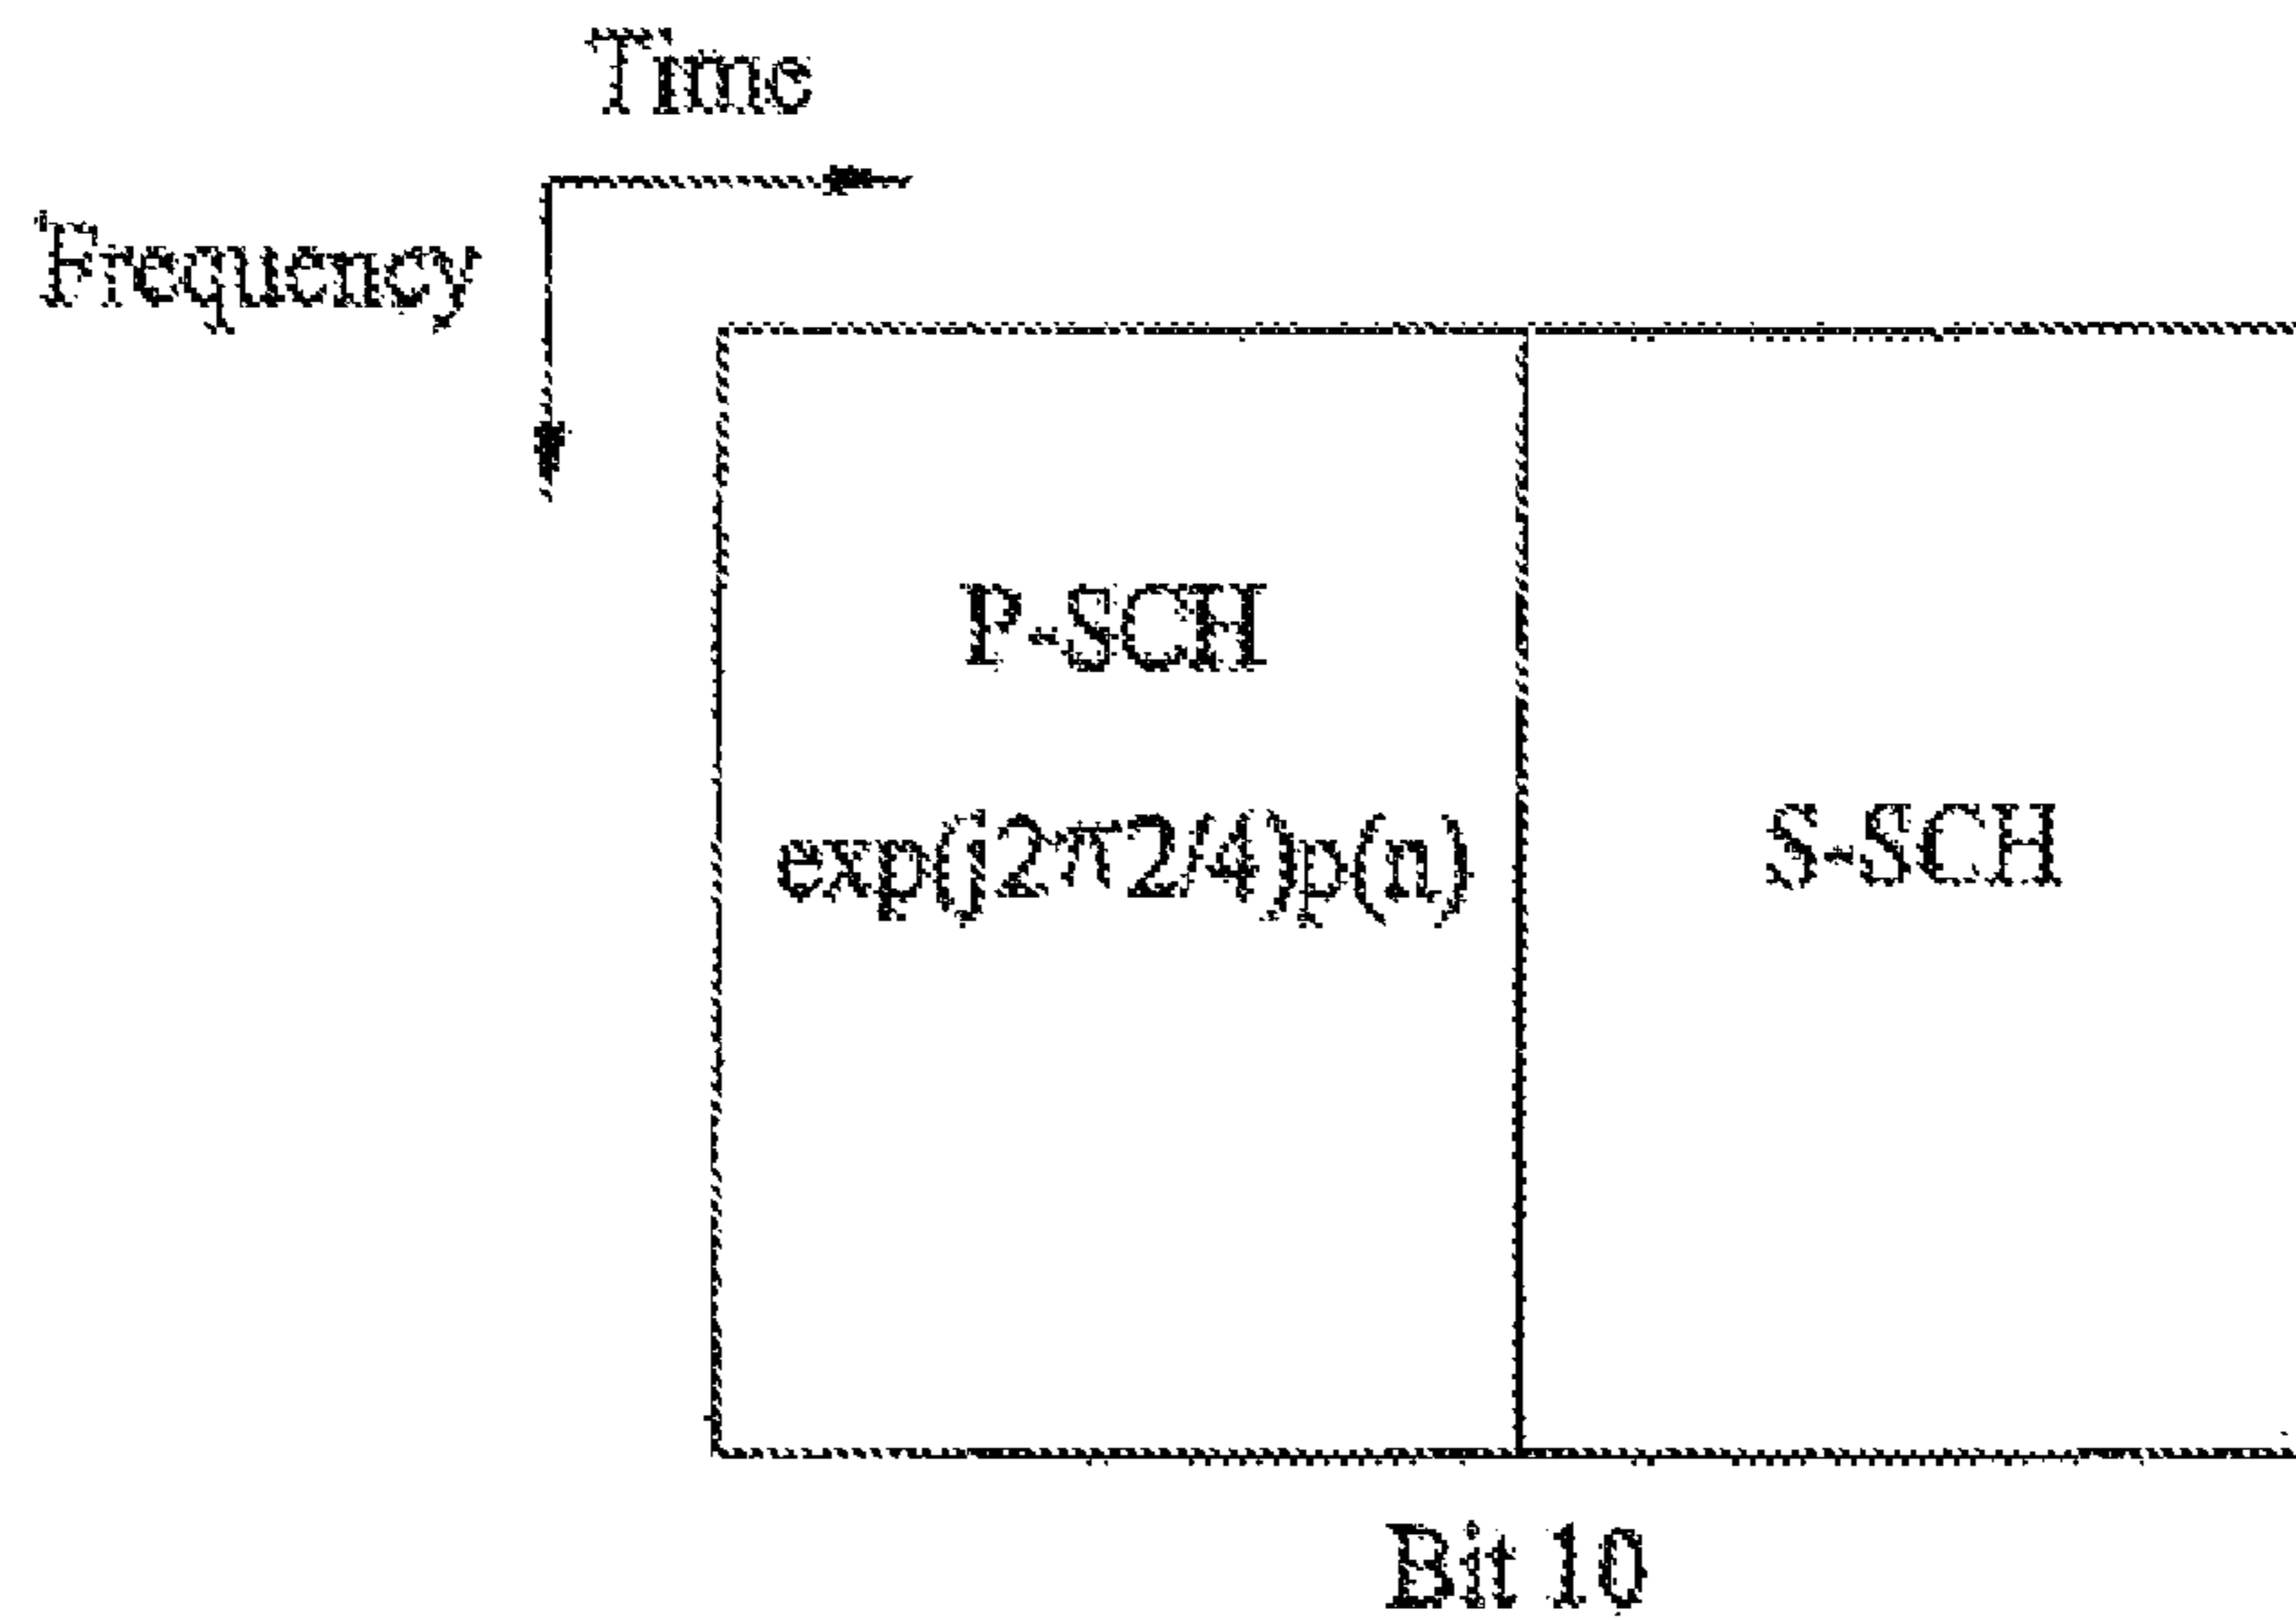 Time
Frequency
P-SCH
exp(j2π2/4)p(n)
S-SCH
Bit 10